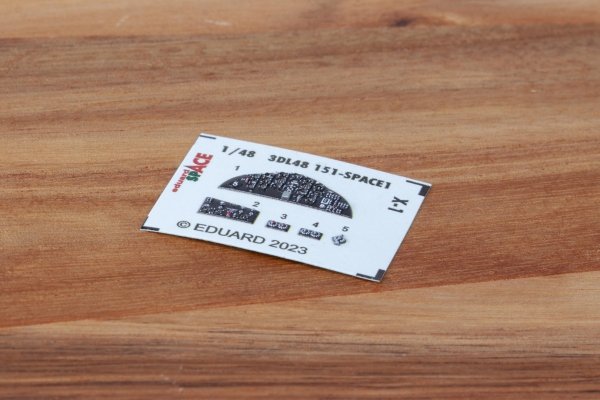 eduard
SPACE
1/48 3DL48 151-SPACE1
X-1
1
2
3
4
5
© EDUARD 2023